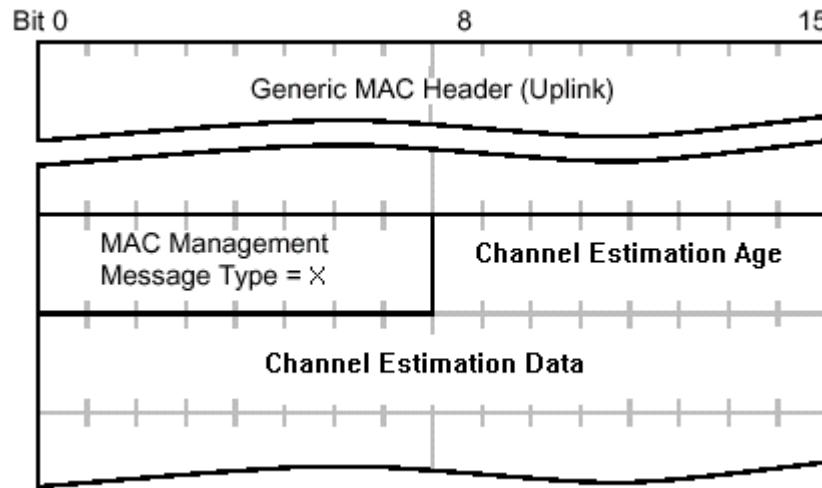 Bit 0 8 15
Generic MAC Header (Uplink)
MAC Management
Message Type = X
Channel Estimation Age
Channel Estimation Data